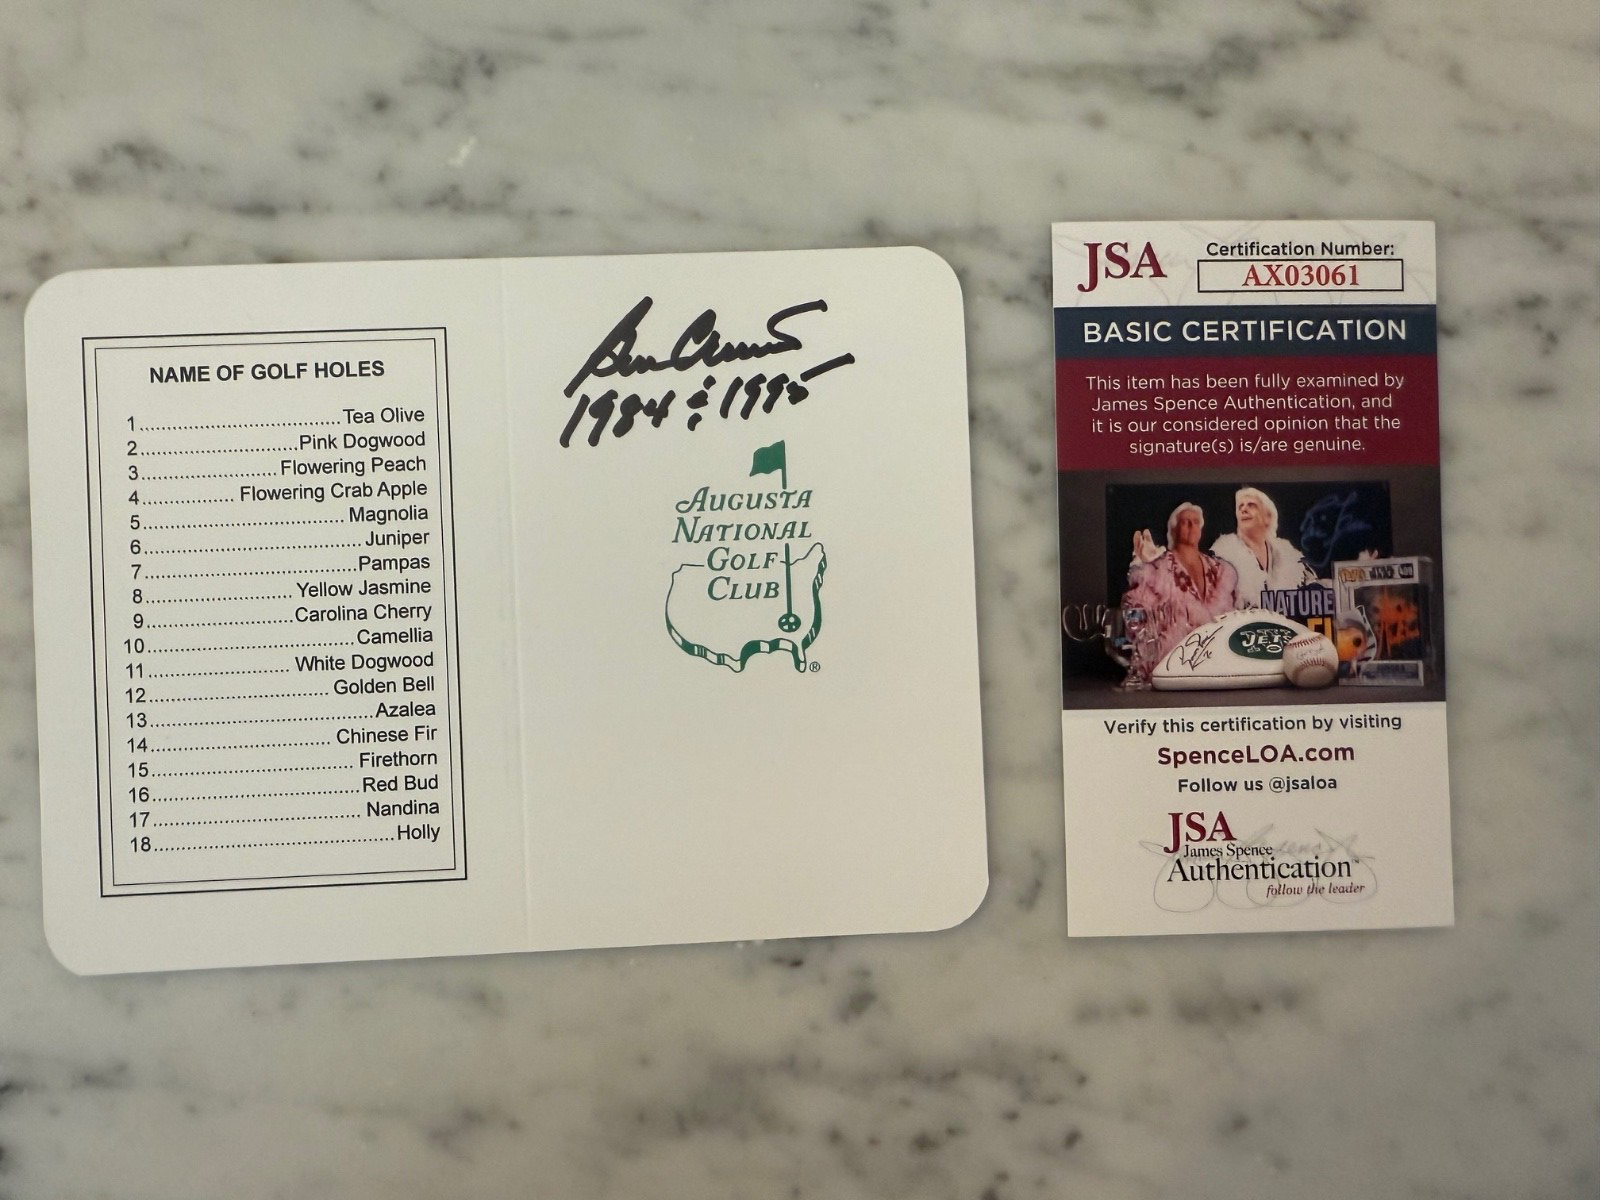 NAME OF GOLF HOLES
1..............................Tea Olive
2......................Pink Dogwood
3...................Flowering Peach
4............Flowering Crab Apple
5............................Magnolia
6..............................Juniper
7..............................Pampas
8....................Yellow Jasmine
9....................Carolina Cherry
10............................Camellia
11...................White Dogwood
12.........................Golden Bell
13..............................Azalea
14.........................Chinese Fir
15............................Firethorn
16............................Red Bud
17............................Nandina
18.................................Holly
Ben Crenshaw
1984 & 1995
AUGUSTA
NATIONAL
GOLF
CLUB
®
JSA
Certification Number:
AX03061
BASIC CERTIFICATION
This item has been fully examined by
James Spence Authentication, and
it is our considered opinion that the
signature(s) is/are genuine.
NATURE
JETS
Verify this certification by visiting
SpenceLOA.com
Follow us @jsaloa
JSA
James Spence
Authentication™
follow the leader